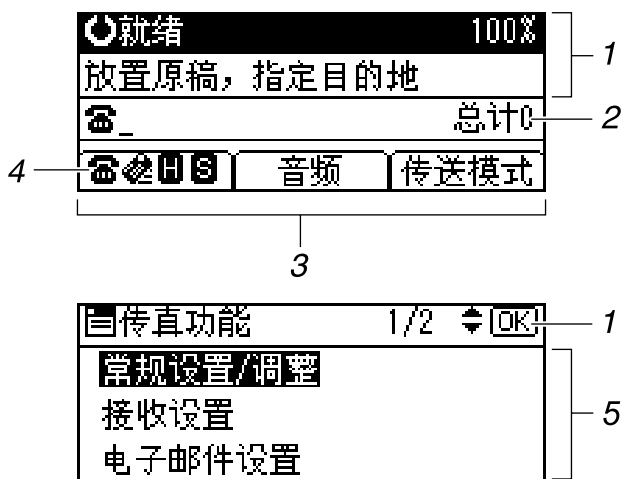 就绪 100%
放置原稿，指定目的地 1
_ 总计0 2
4 H S 音频 传送模式
3
传真功能 1/2 OK 1
常规设置/调整
接收设置 5
电子邮件设置